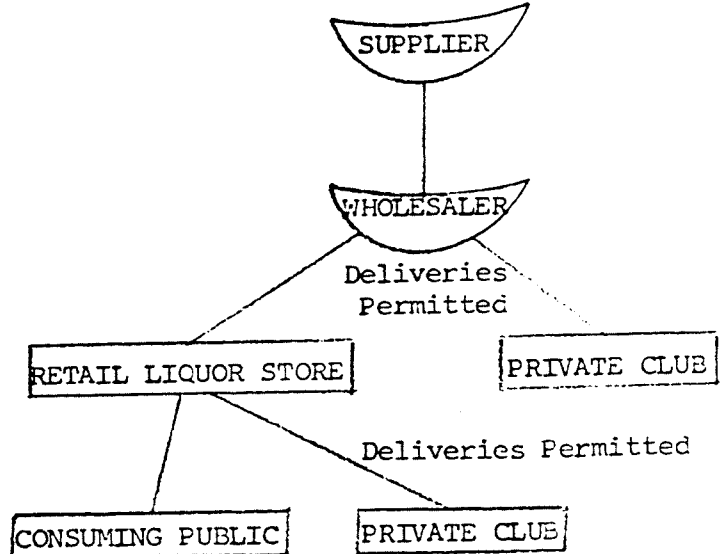 SUPPLIER
WHOLESALER
Deliveries
Permitted
RETAIL LIQUOR STORE
PRIVATE CLUB
Deliveries Permitted
CONSUMING PUBLIC
PRIVATE CLUB